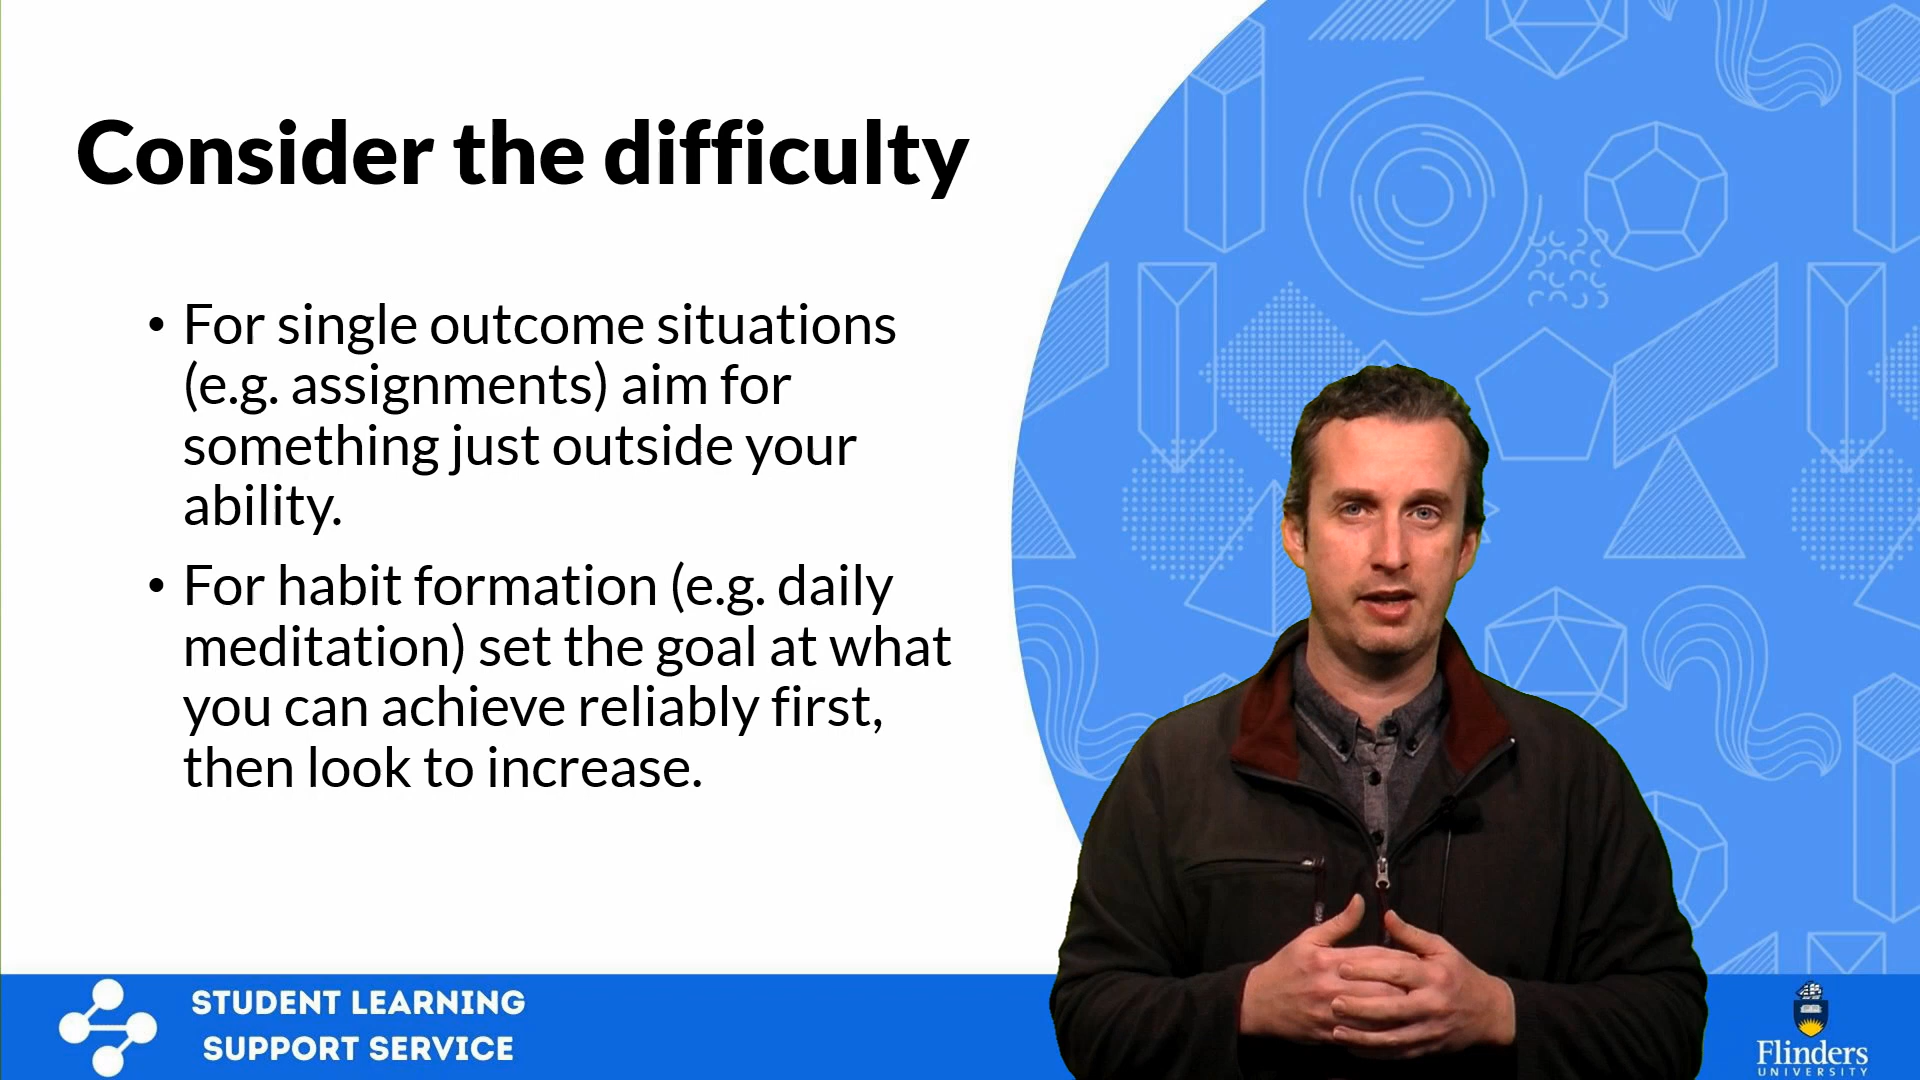 Consider the difficulty
• For single outcome situations
(e.g. assignments) aim for
something just outside your
ability.
• For habit formation (e.g. daily
meditation) set the goal at what
you can achieve reliably first,
then look to increase.
STUDENT LEARNING
SUPPORT SERVICE
Flinders
UNIVERSITY